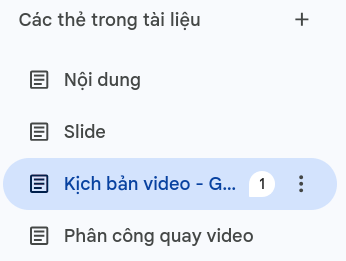 Các thẻ trong tài liệu
Nội dung
Slide
Kịch bản video - G... 1
Phân công quay video